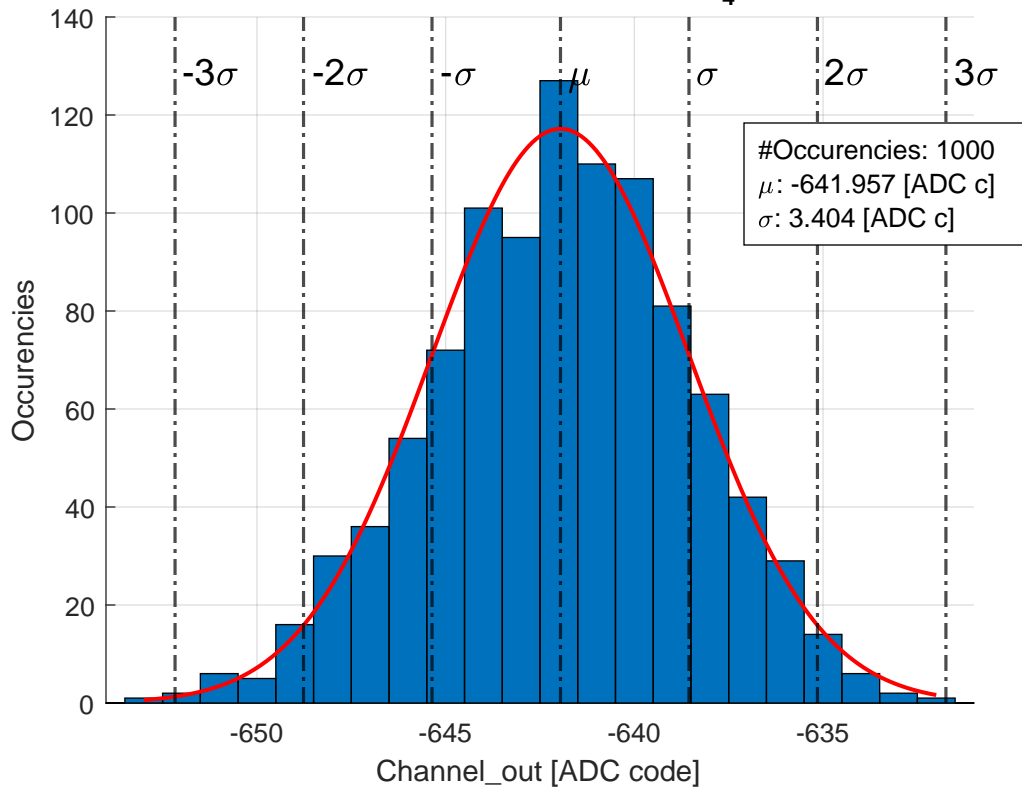 4
140
120
100
80
60
40
20
0
-3σ
-2σ
-σ
μ
σ
2σ
3σ
#Occurencies: 1000
μ: -641.957 [ADC c]
σ: 3.404 [ADC c]
Occurencies
-650
-645
-640
-635
Channel_out [ADC code]